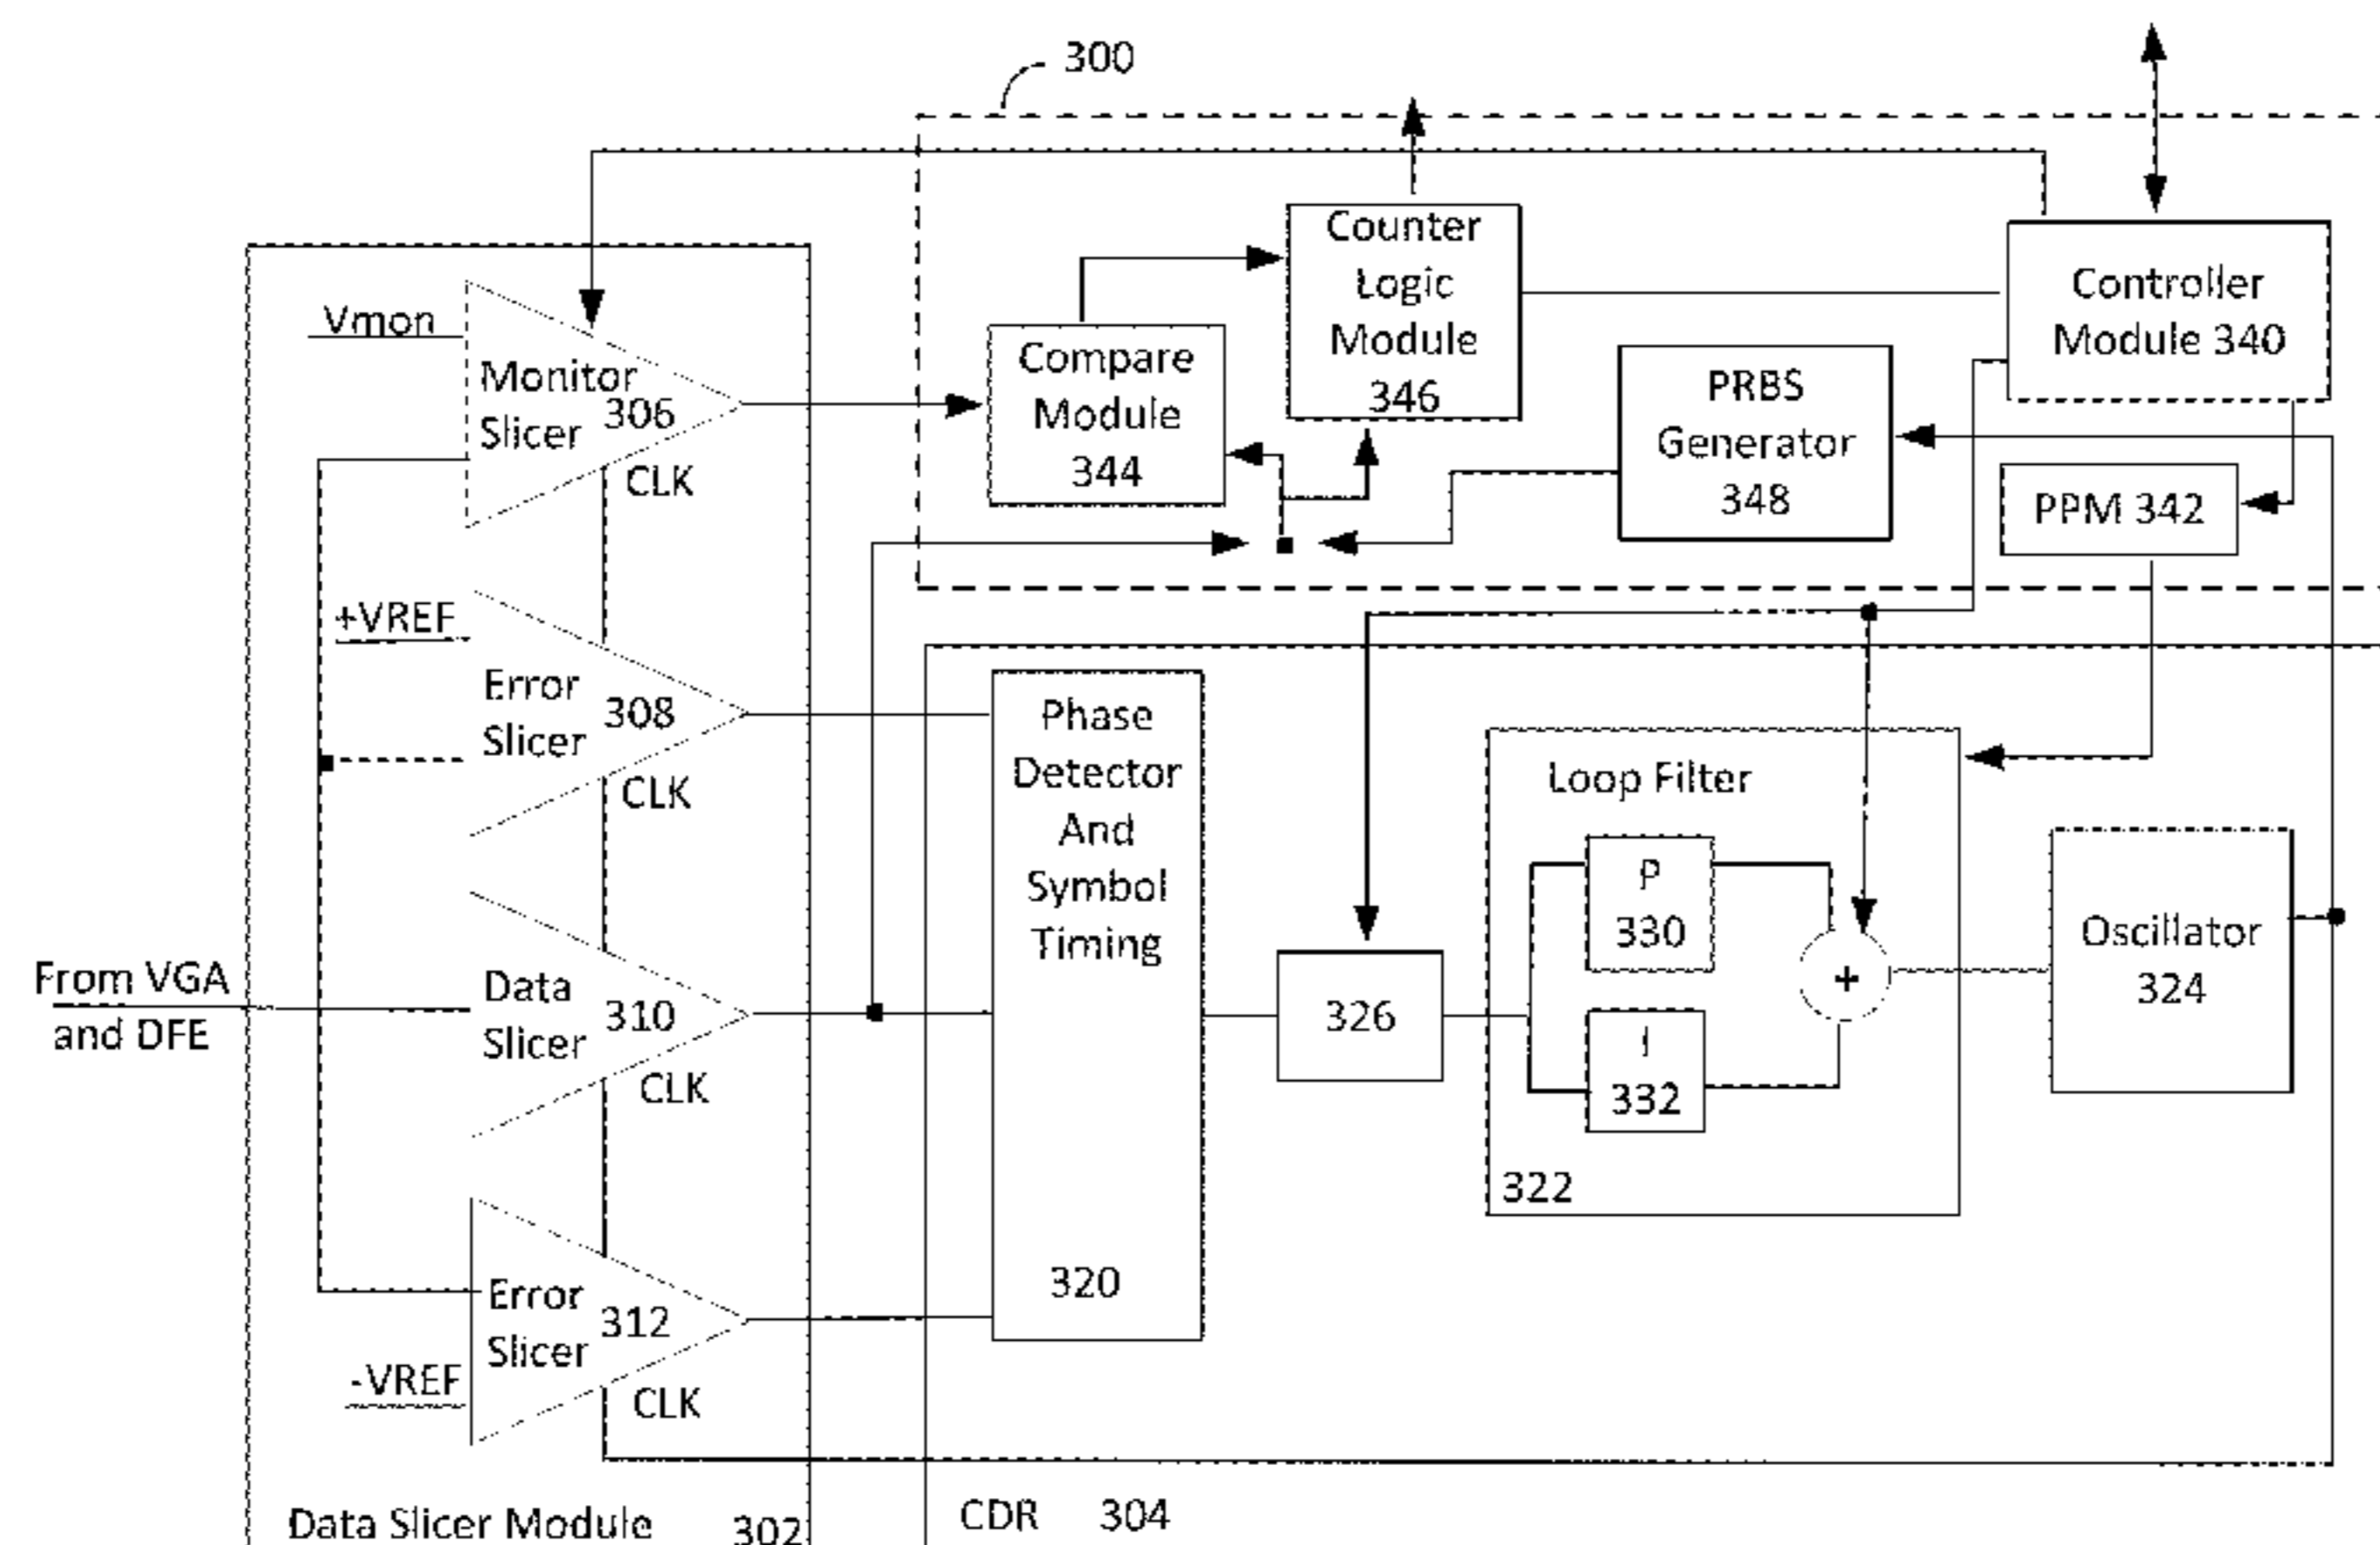 300
Counter
Logic
Module
346
Controller
Module 340
Vmon
Monitor
Slicer 306
CLK
Compare
Module
344
PRBS
Generator
348
PPM 342
+VREF
Error
Slicer 308
CLK
Phase
Detector
And
Symbol
Timing
320
Loop Filter
P
330
+
I
332
322
326
Oscillator
324
From VGA
and DFE
Data
Slicer 310
CLK
Error
Slicer 312
-VREF
CLK
Data Slicer Module 302
CDR 304